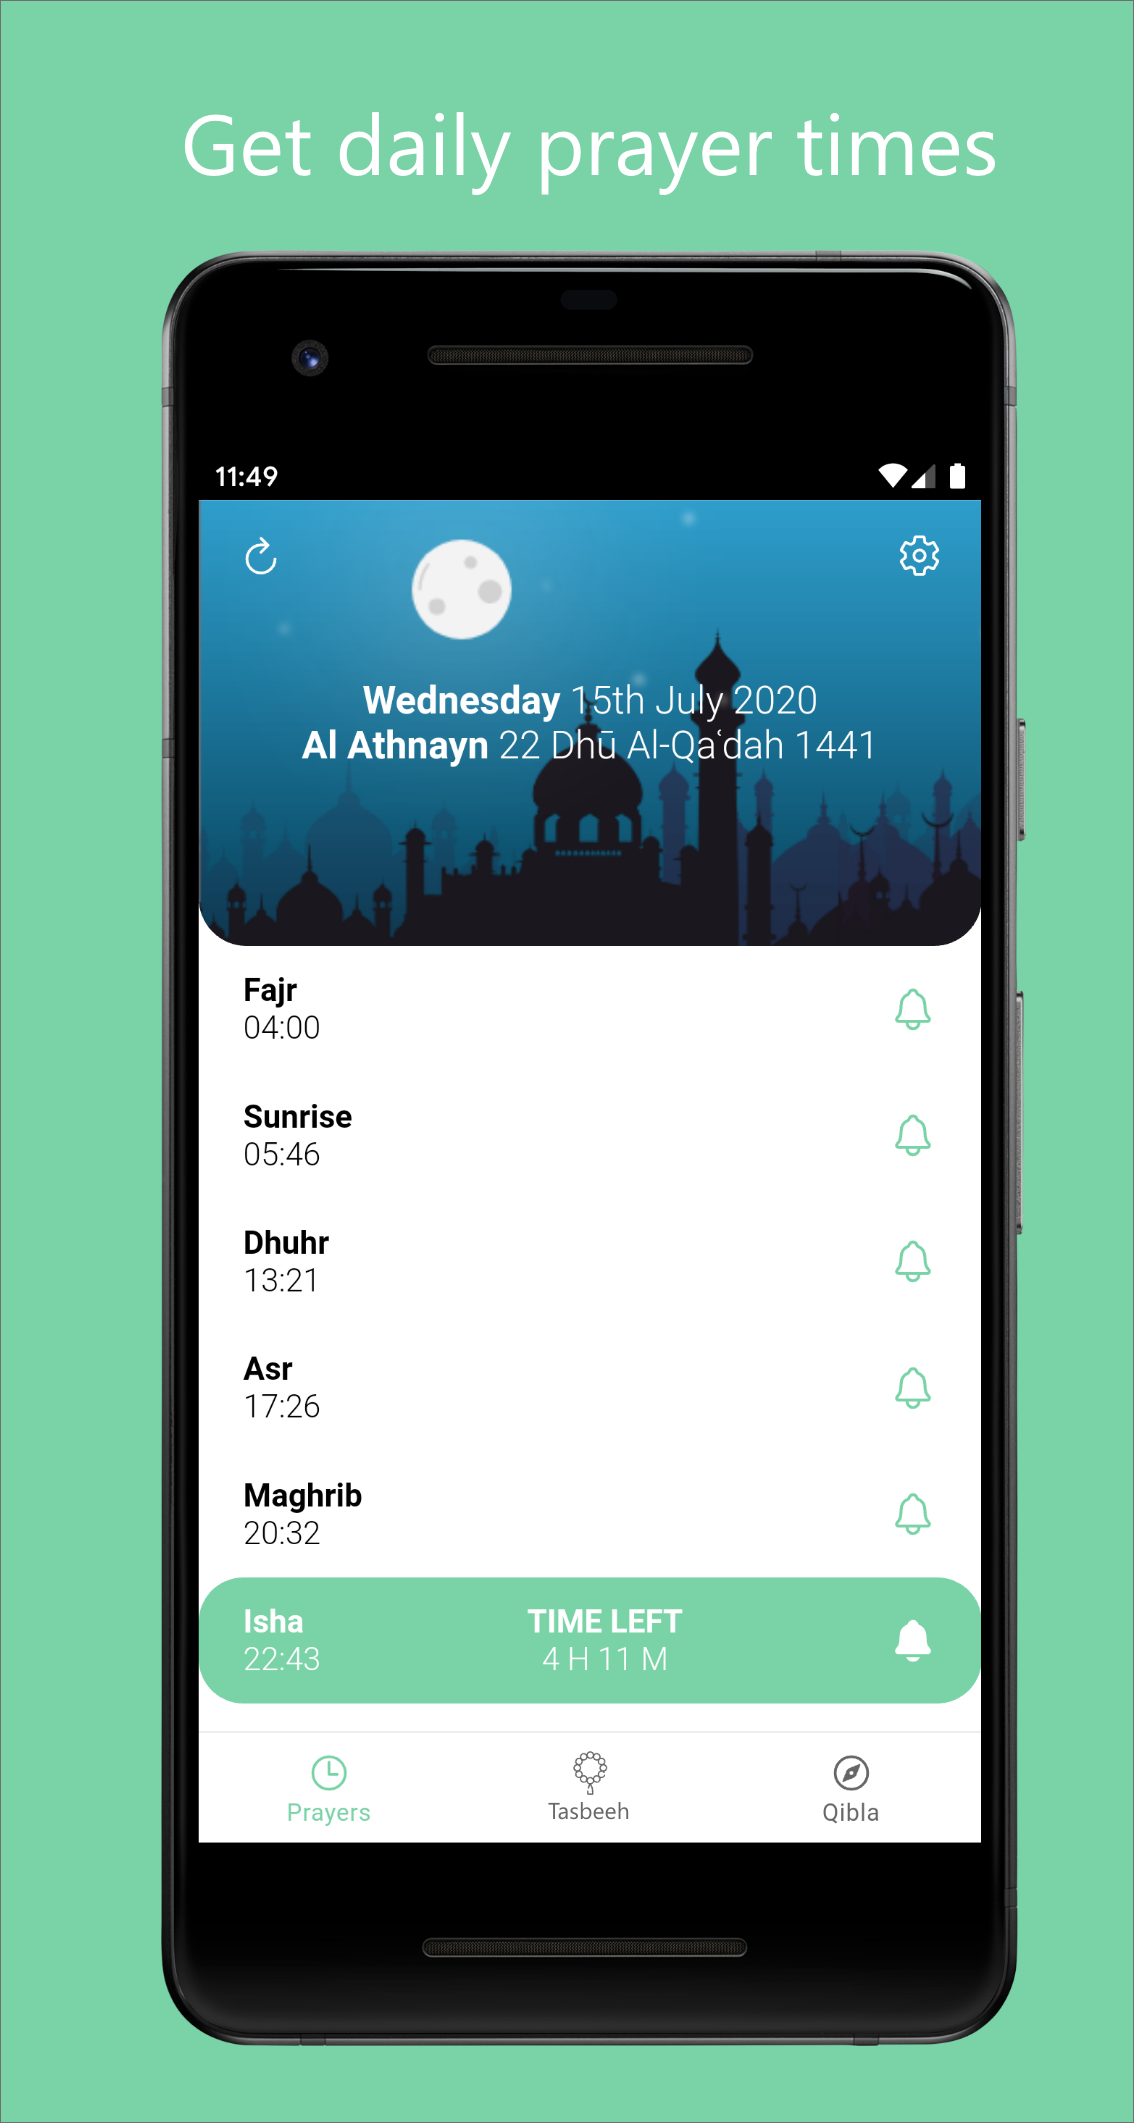 Get daily prayer times
11:49
Wednesday 15th July 2020
Al Athnayn 22 Dhū Al-Qaʿdah 1441
Fajr
04:00
Sunrise
05:46
Dhuhr
13:21
Asr
17:26
Maghrib
20:32
Isha
22:43
TIME LEFT
4 H 11 M
Prayers
Tasbeeh
Qibla